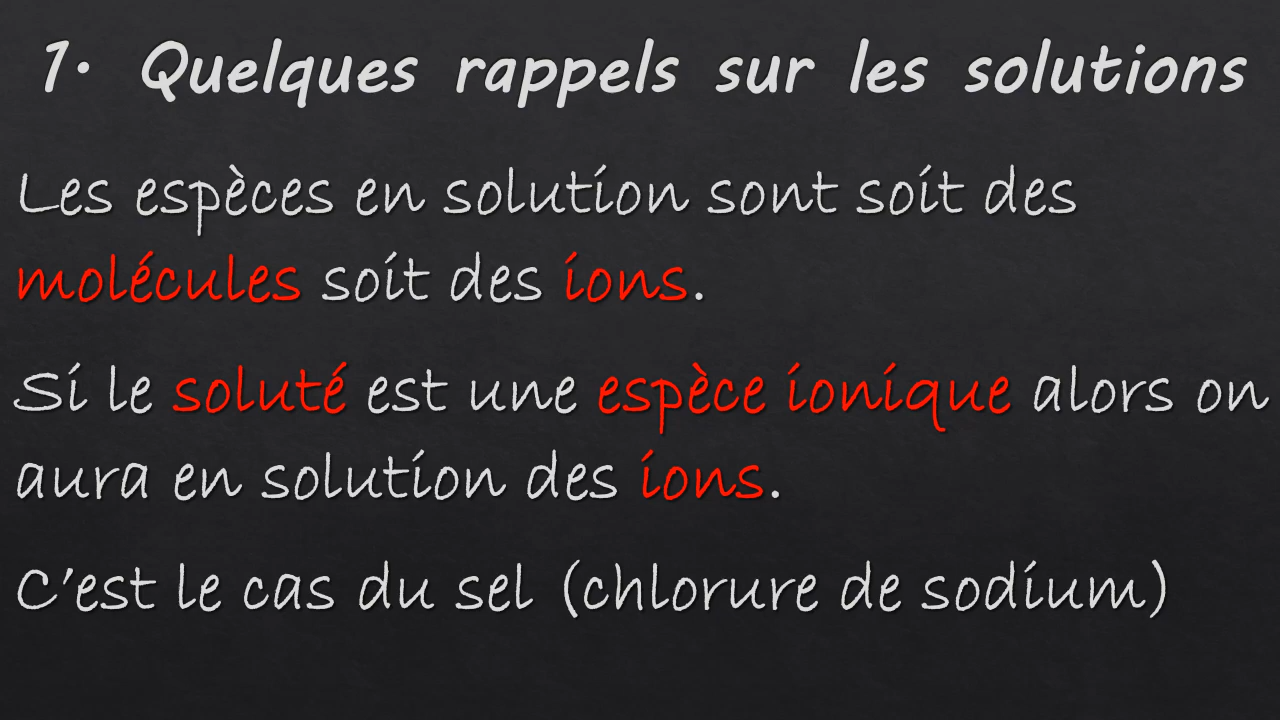 1. Quelques rappels sur les solutions
Les espèces en solution sont soit des
molécules soit des ions.
Si le soluté est une espèce ionique alors on
aura en solution des ions.
C'est le cas du sel (chlorure de sodium)